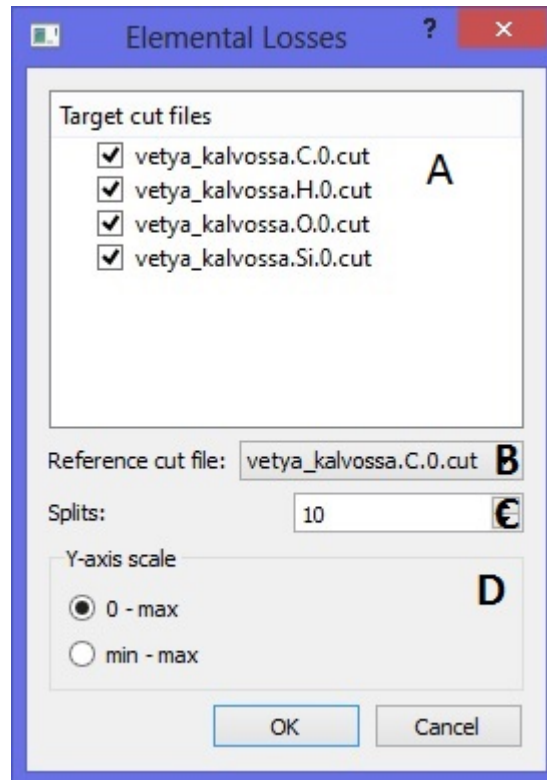 Elemental Losses ? ×
Target cut files
vetya_kalvossa.C.0.cut A
vetya_kalvossa.H.0.cut
vetya_kalvossa.O.0.cut
vetya_kalvossa.Si.0.cut
Reference cut file: vetya_kalvossa.C.0.cut B
Splits: 10 C
Y-axis scale
0 - max D
min - max
OK Cancel